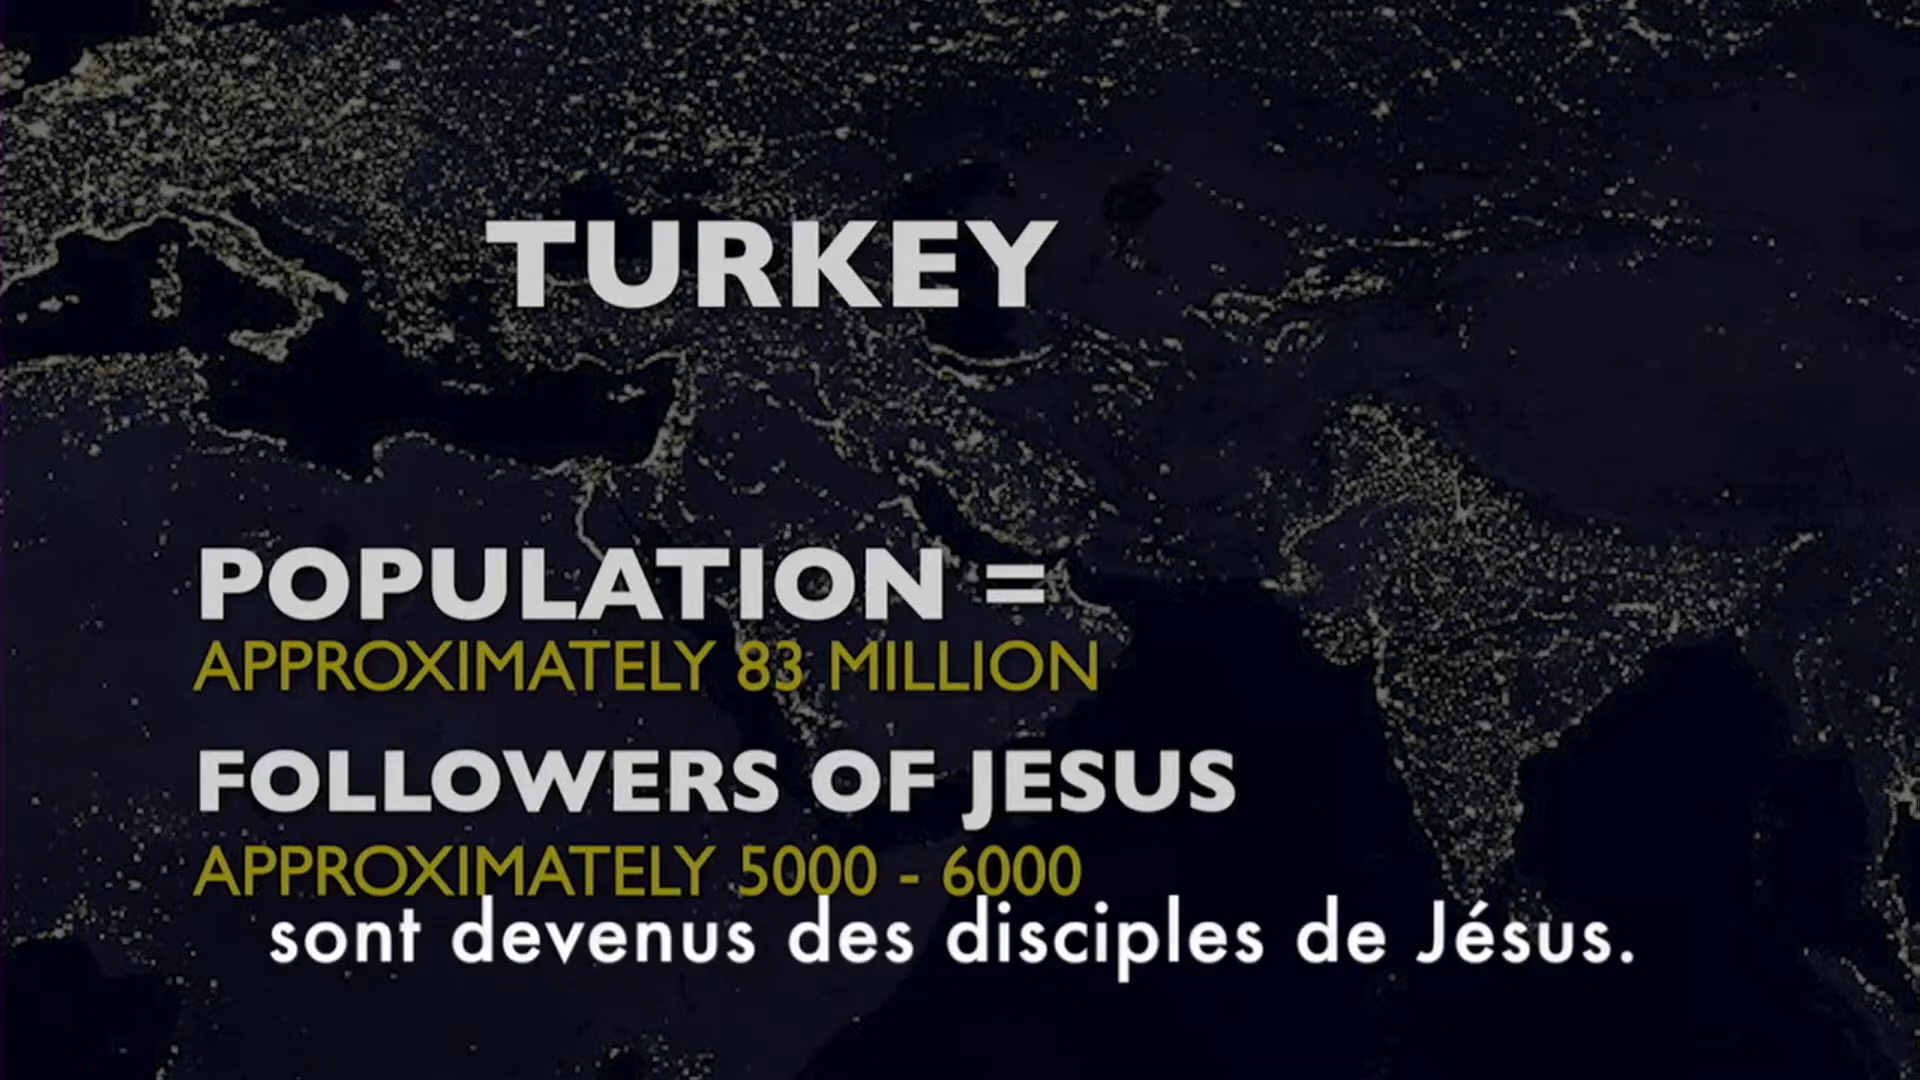 TURKEY
POPULATION =
APPROXIMATELY 83 MILLION
FOLLOWERS OF JESUS
APPROXIMATELY 5000 - 6000
sont devenus des disciples de Jésus.